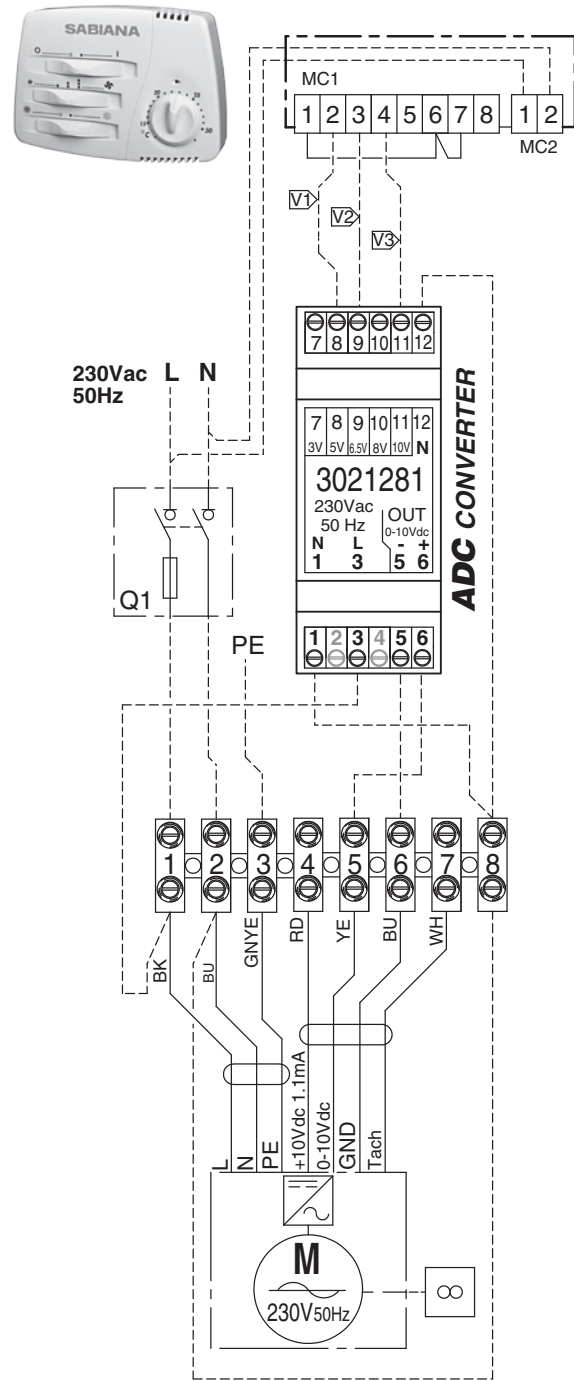 SABIANA
O I
30 35
15 30
°C
MC1
1 2 3 4 5 6 7 8 1 2
MC2
V1
V2
V3
7 8 9 10 11 12
230Vac L N
50Hz
7 8 9 10 11 12
3V 5V 6.5V 8V 10V N
3021281
230Vac
50 Hz
OUT
0-10Vdc
N L - +
1 3 5 6
ADC CONVERTER
Q1
PE
1 2 3 4 5 6
1 2 3 4 5 6 7 8
BK BU GNYE RD YE BU WH
L N PE +10Vdc 1.1mA 0-10Vdc GND Tach
M
230V50Hz